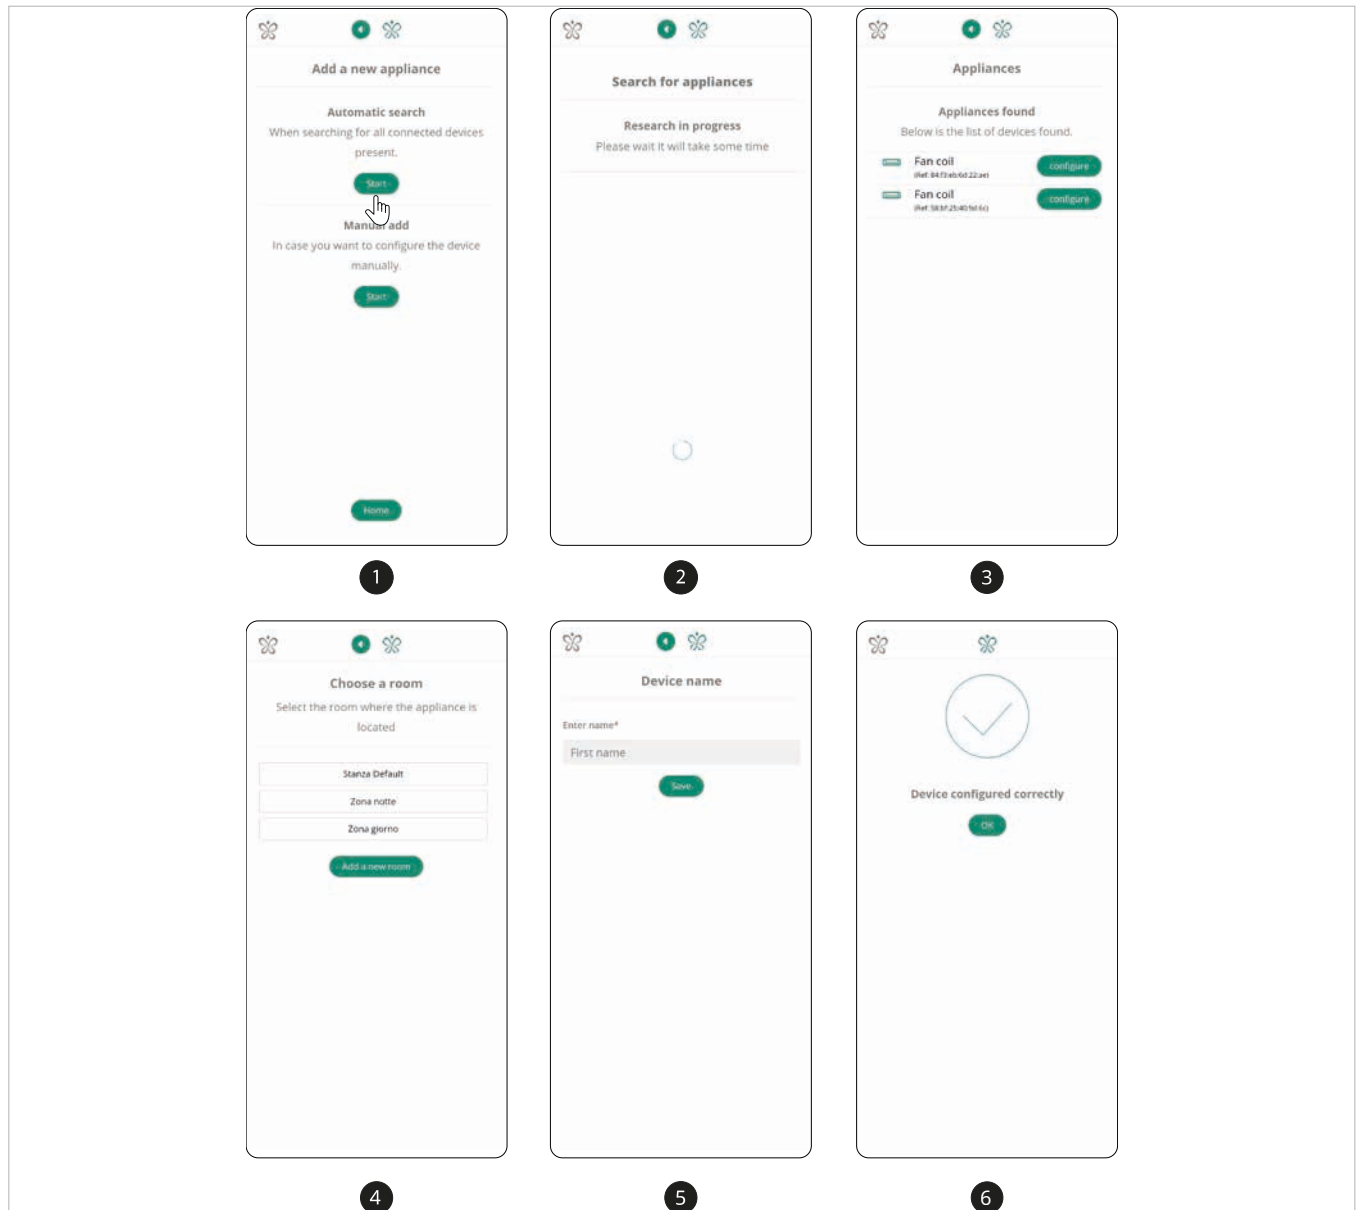 Add a new appliance
Automatic search
When searching for all connected devices
present.
Start
Manual add
In case you want to configure the device
manually.
Start
Home
1
Search for appliances
Research in progress
Please wait it will take some time
2
Appliances
Appliances found
Below is the list of devices found.
Fan coil
configure
Fan coil
configure
3
Choose a room
Select the room where the appliance is
located
Stanza Default
Zona notte
Zona giorno
Add a new room
4
Device name
Enter name*
First name
Save
5
Device configured correctly
OK
6